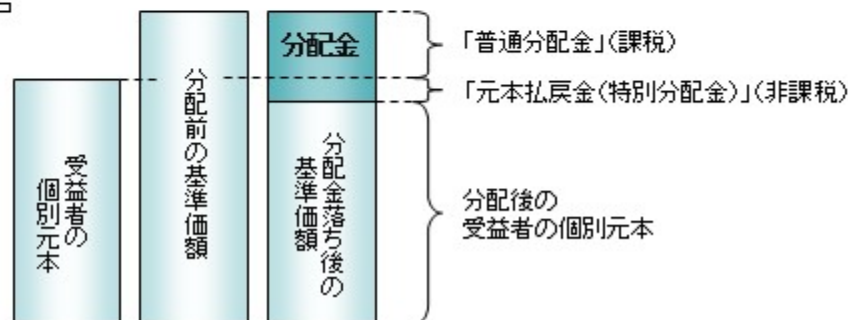 受益者の
個別元本
分配前の基準価額
分配金
分配金落ち後の
基準価額
「普通分配金」(課税)
「元本払戻金(特別分配金)」(非課税)
分配後の
受益者の個別元本